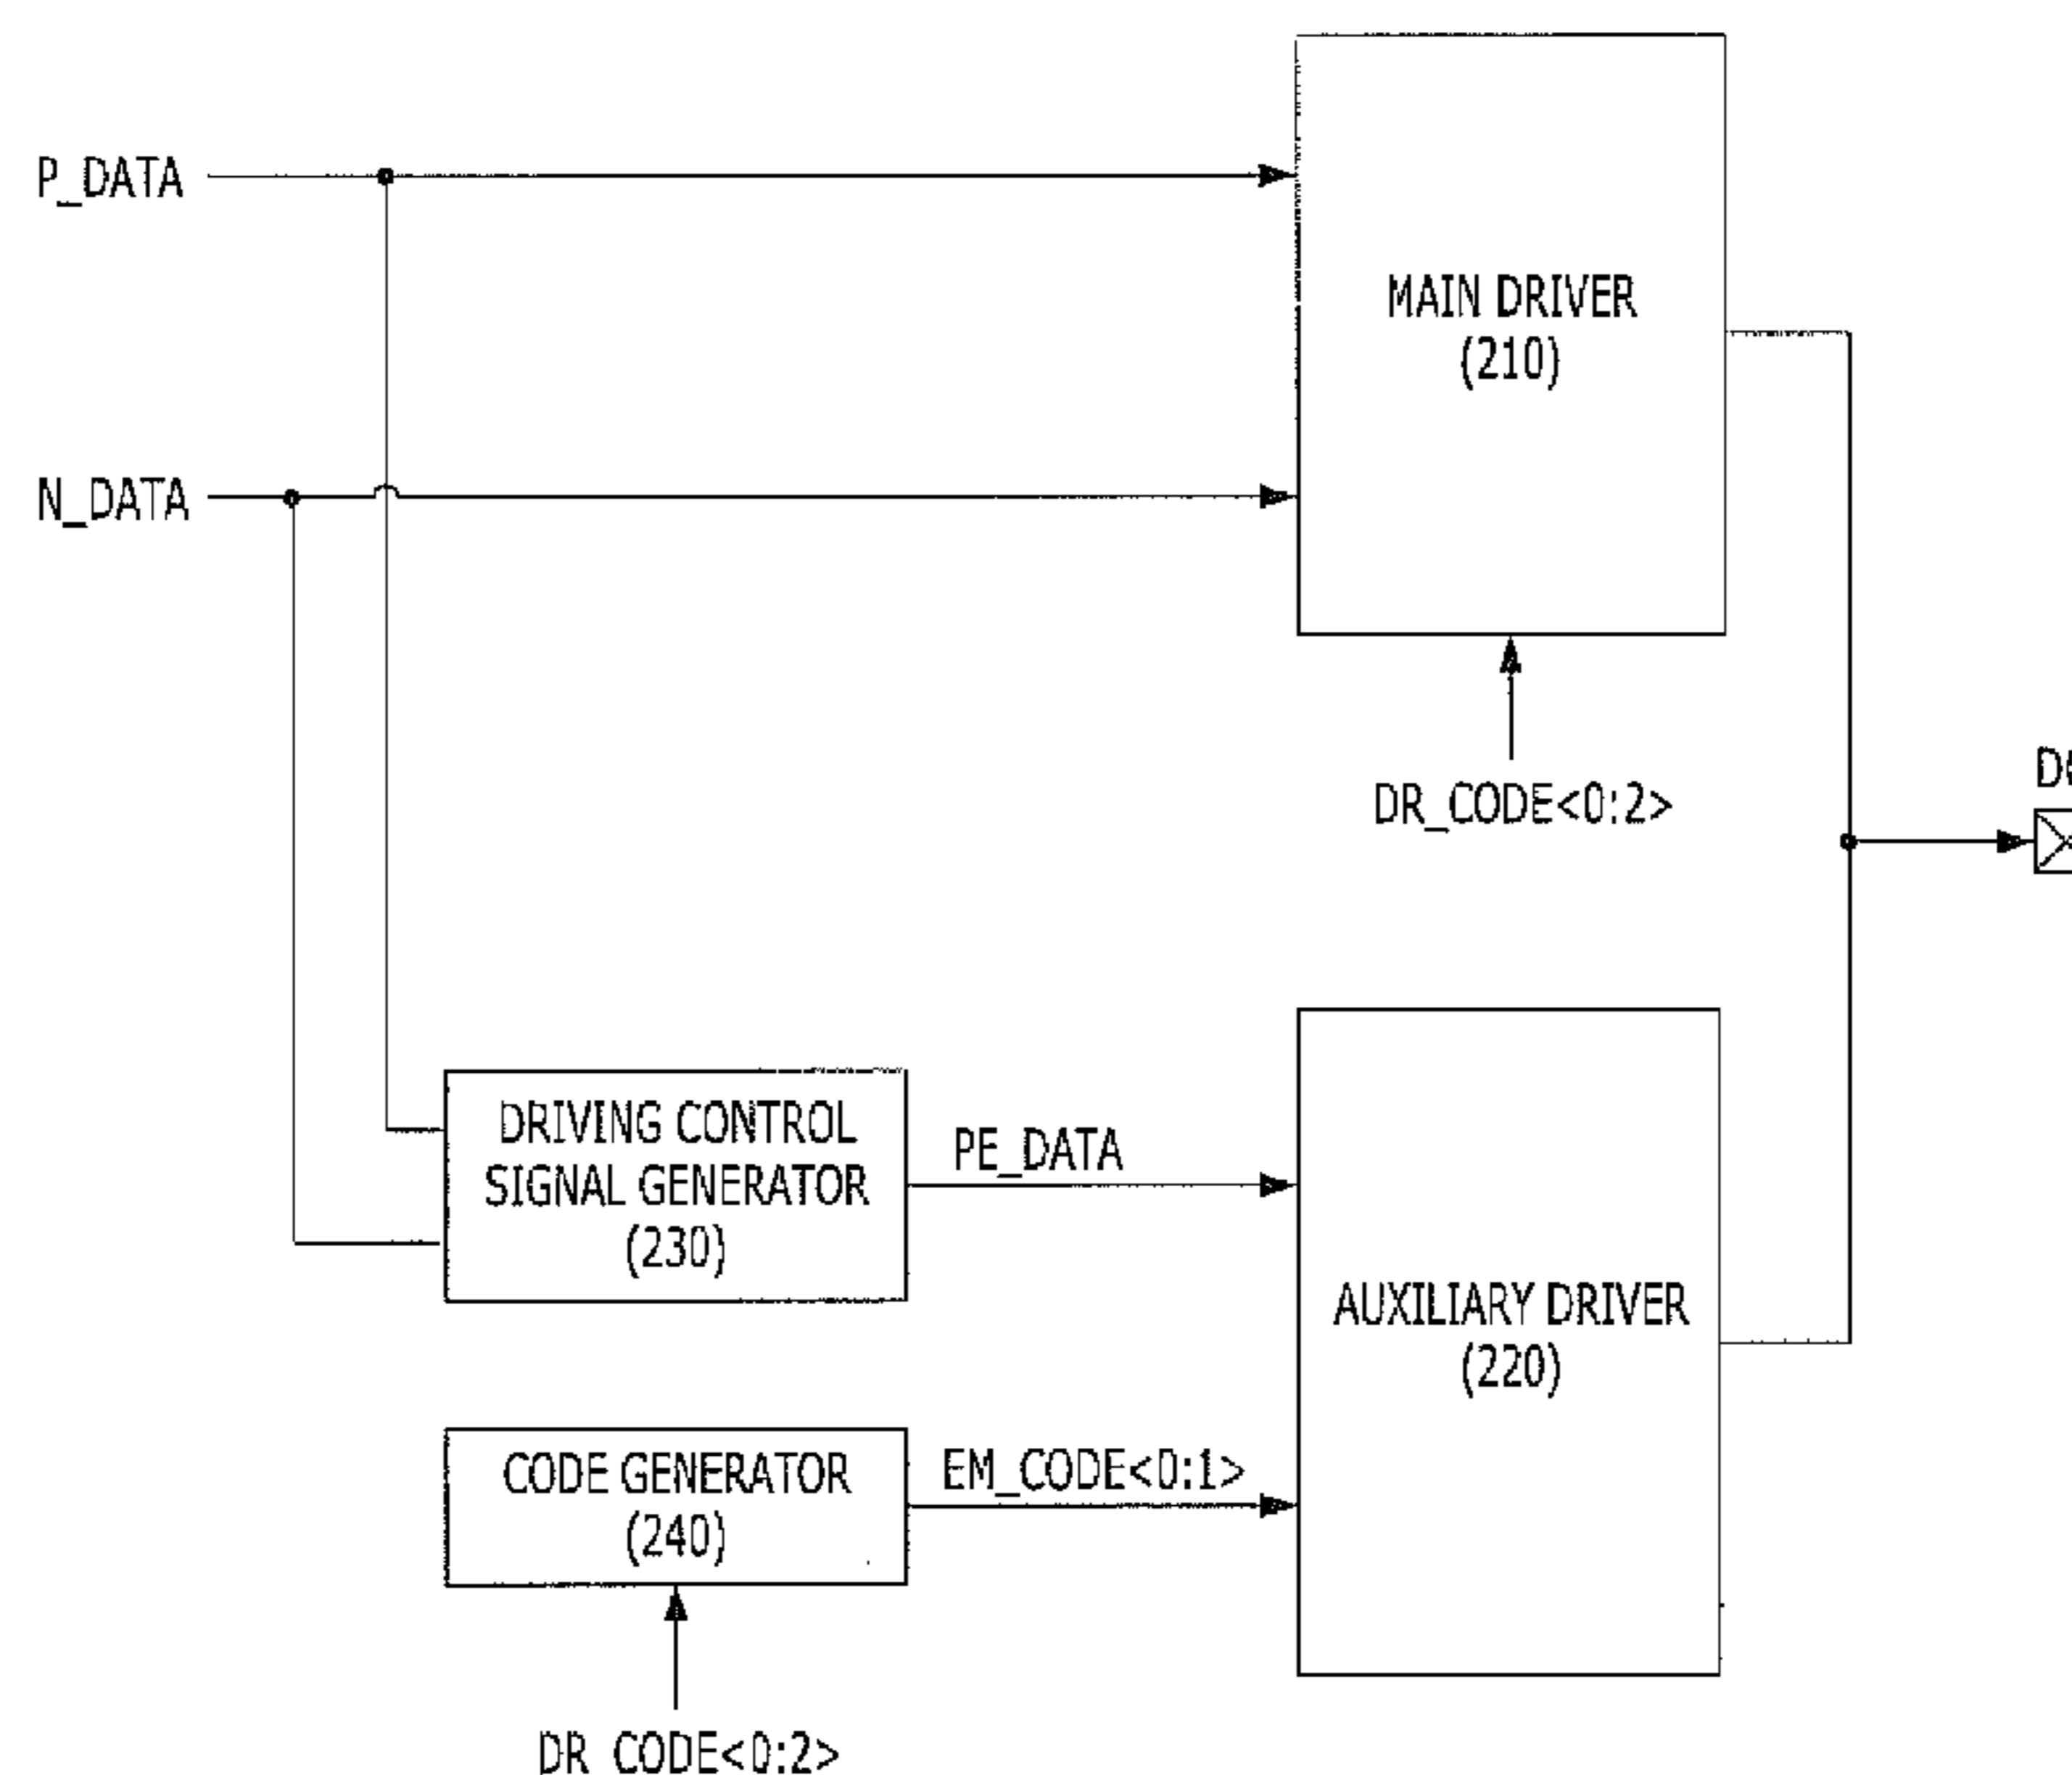 P_DATA
MAIN DRIVER
(210)
N_DATA
DR_CODE<0:2>
DRIVING CONTROL
SIGNAL GENERATOR
(230)
PE_DATA
AUXILIARY DRIVER
(220)
CODE GENERATOR
(240)
EM_CODE<0:1>
DR_CODE<0:2>